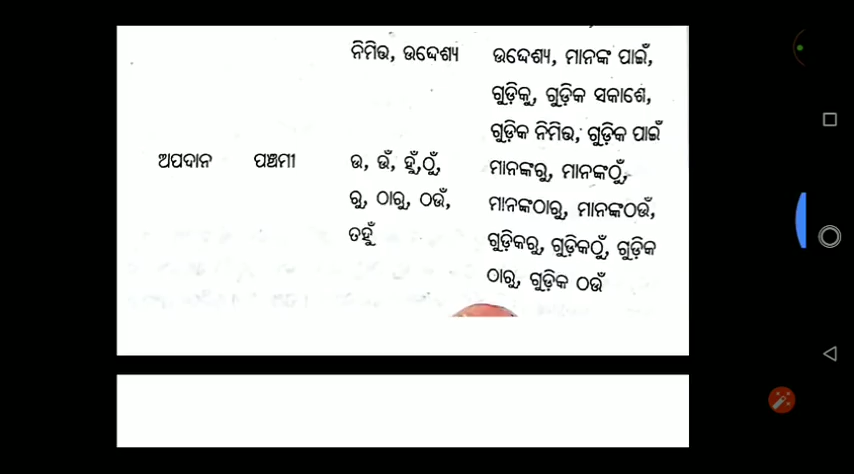 ନିମିତ୍ତ, ଉଦ୍ଦେଶ୍ୟ ଉଦ୍ଦେଶ୍ୟ, ମାନଙ୍କ ପାଇଁ,
ଗୁଡ଼ିକୁ, ଗୁଡ଼ିକ ସକାଶେ,
ଗୁଡ଼ିକ ନିମିତ୍ତ, ଗୁଡ଼ିକ ପାଇଁ
ଅପଦାନ ପଞ୍ଚମୀ ଉ, ଉଁ, ହୁଁ,ଠୁଁ, ମାନଙ୍କରୁ, ମାନଙ୍କଠୁଁ,
ରୁ, ଠାରୁ, ଠଉଁ, ମାନଙ୍କଠାରୁ, ମାନଙ୍କଠଉଁ,
ତହୁଁ ଗୁଡ଼ିକରୁ, ଗୁଡ଼ିକଠୁଁ, ଗୁଡ଼ିକ
ଠାରୁ, ଗୁଡ଼ିକ ଠଉଁ